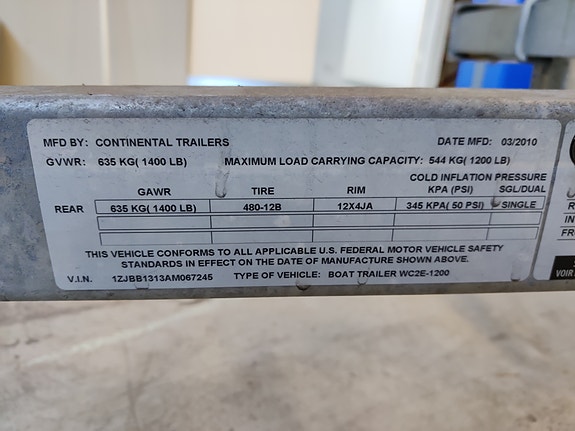 MFD BY: CONTINENTAL TRAILERS DATE MFD: 03/2010
GVWR: 635 KG( 1400 LB) MAXIMUM LOAD CARRYING CAPACITY: 544 KG( 1200 LB)
COLD INFLATION PRESSURE
GAWR TIRE RIM KPA (PSI) SGL/DUAL
REAR 635 KG( 1400 LB) 480-12B 12X4JA 345 KPA( 50 PSI) SINGLE
THIS VEHICLE CONFORMS TO ALL APPLICABLE U.S. FEDERAL MOTOR VEHICLE SAFETY
STANDARDS IN EFFECT ON THE DATE OF MANUFACTURE SHOWN ABOVE.
V.I.N. 1ZJBB1313AM067245 TYPE OF VEHICLE: BOAT TRAILER WC2E-1200
VOIR